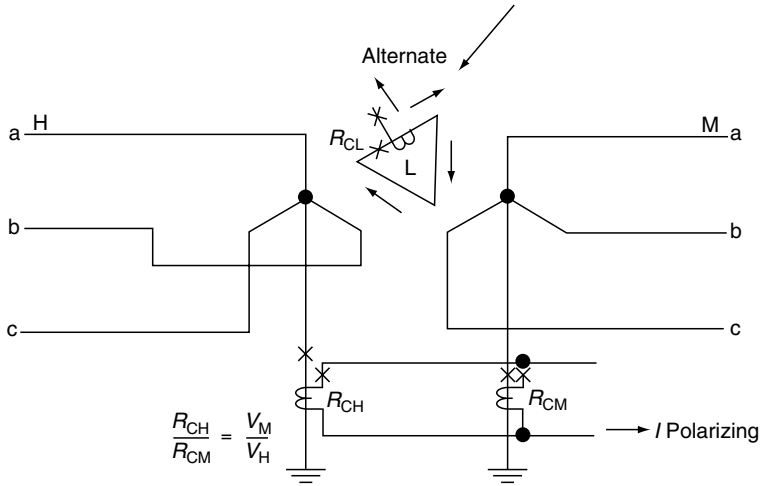 Alternate
H
a
R_CL
L
M
a
b
b
c
c
R_CH
R_CM
R_CH / R_CM = V_M / V_H
I Polarizing